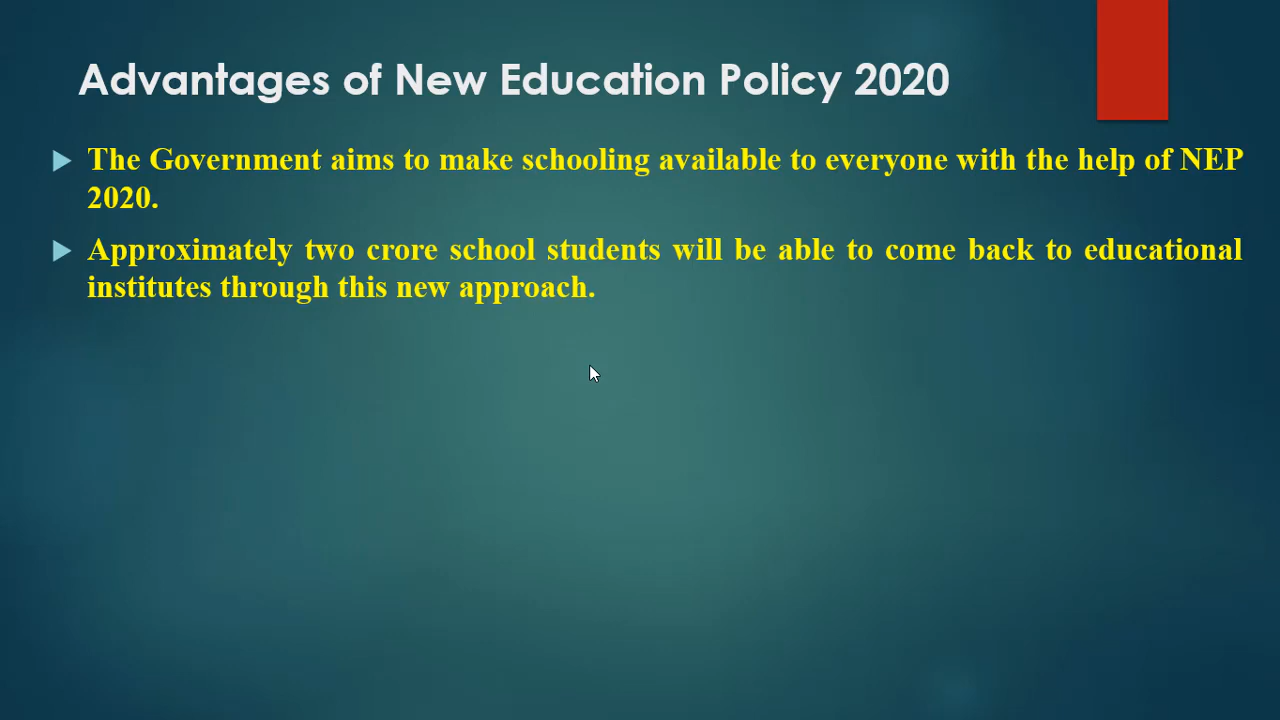 Advantages of New Education Policy 2020
The Government aims to make schooling available to everyone with the help of NEP
2020.
Approximately two crore school students will be able to come back to educational
institutes through this new approach.